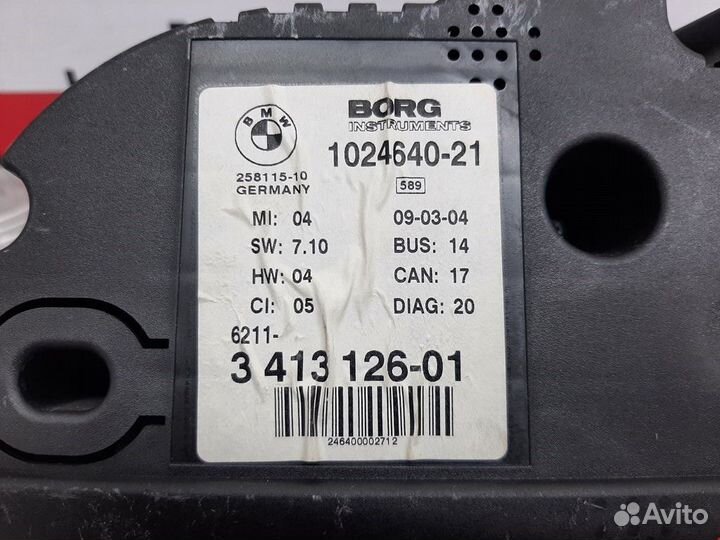 BMW
BORG
INSTRUMENTS
1024640-21
258115-10
GERMANY
589
MI: 04 09-03-04
SW: 7.10 BUS: 14
HW: 04 CAN: 17
CI: 05 DIAG: 20
6211-
3 413 126-01
246400002712
Avito